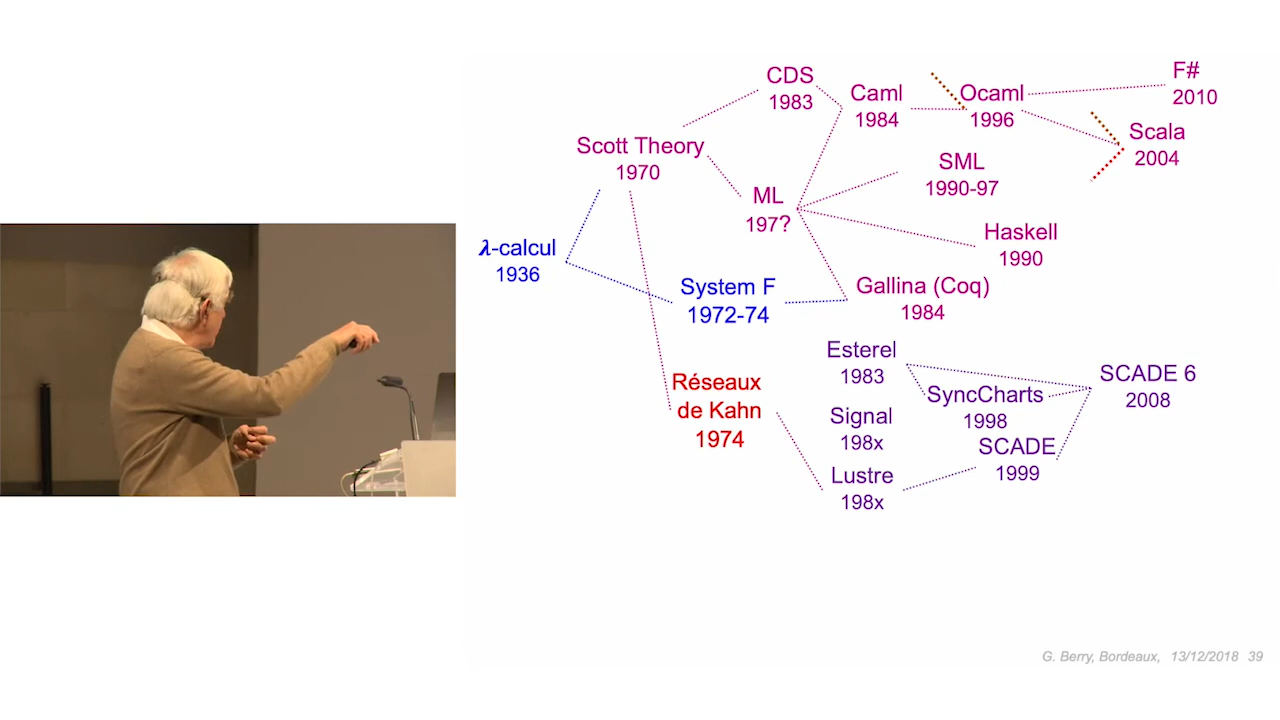 CDS
1983
Caml
1984
Ocaml
1996
F#
2010
Scott Theory
1970
SML
1990-97
Scala
2004
ML
197?
Haskell
1990
λ-calcul
1936
System F
1972-74
Gallina (Coq)
1984
Esterel
1983
Réseaux
de Kahn
1974
SyncCharts
1998
SCADE 6
2008
Signal
198x
SCADE
1999
Lustre
198x
G. Berry, Bordeaux, 13/12/2018 39